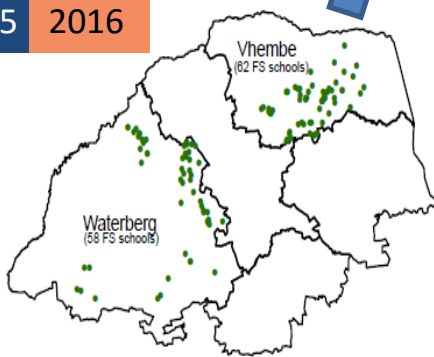 5 2016
Vhembe
(62 FS schools)
Waterberg
(58 FS schools)